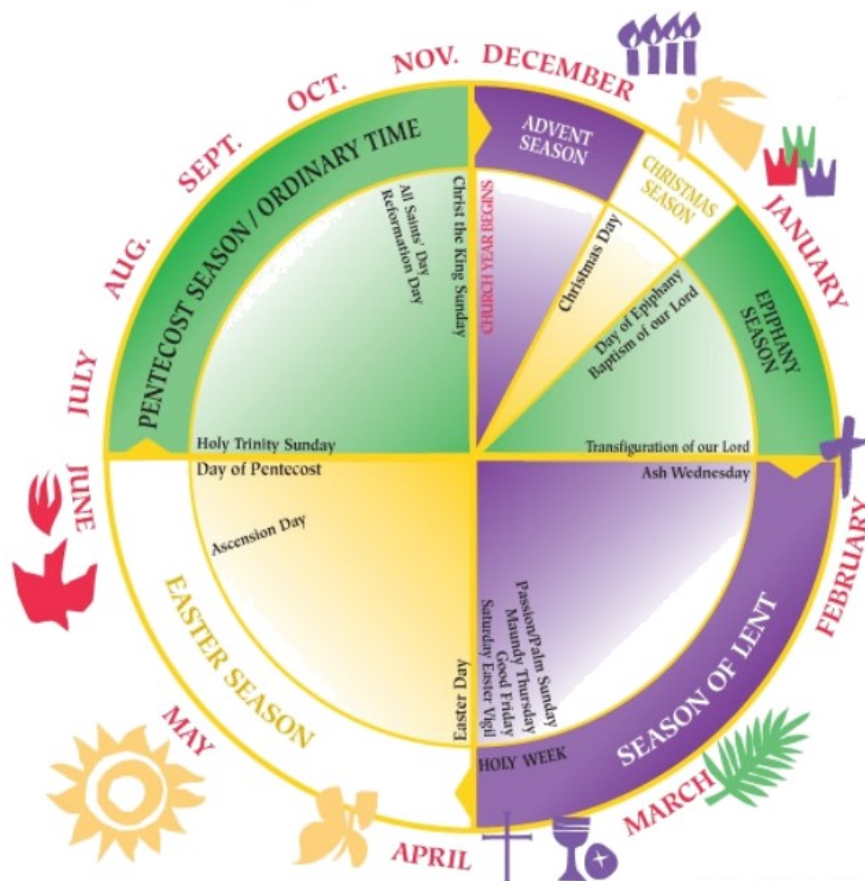 NOV.
DECEMBER
JANUARY
FEBRUARY
MARCH
APRIL
MAY
JUNE
JULY
AUG.
SEPT.
OCT.
ADVENT
SEASON
CHRISTMAS
SEASON
EPIPHANY
SEASON
SEASON OF LENT
HOLY WEEK
EASTER SEASON
PENTECOST SEASON / ORDINARY TIME
CHURCH YEAR BEGINS
Christmas Day
Day of Epiphany
Baptism of our Lord
Transfiguration of our Lord
Ash Wednesday
Passion/Palm Sunday
Maundy Thursday
Good Friday
Saturday Easter Vigil
Easter Day
Ascension Day
Day of Pentecost
Holy Trinity Sunday
All Saints' Day
Reformation Day
Christ the King Sunday